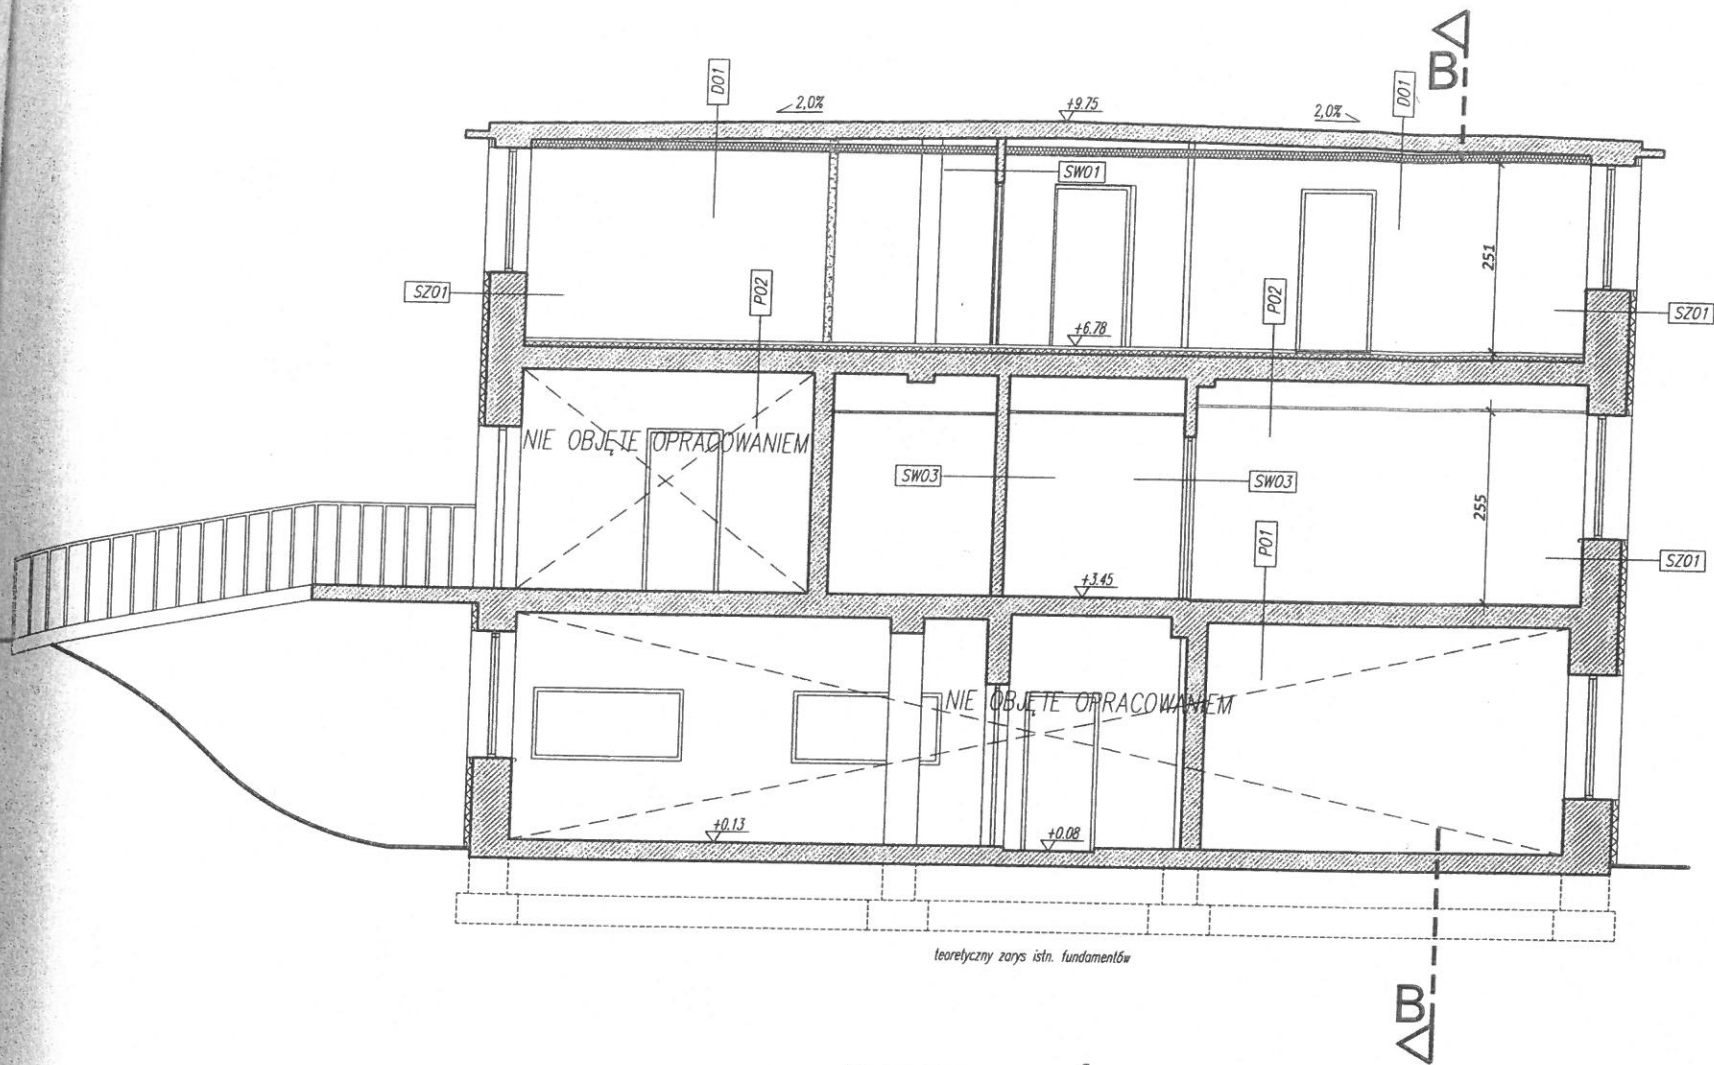 B
D01
D01
2,0%
+9.75
2,0%
SW01
251
SZ01
P02
P02
SZ01
+6.78
NIE OBJĘTE OPRACOWANIEM
SW03
SW03
255
P01
SZ01
+3.45
NIE OBJĘTE OPRACOWANIEM
+0.13
+0.08
teoretyczny zarys istn. fundamentów
B